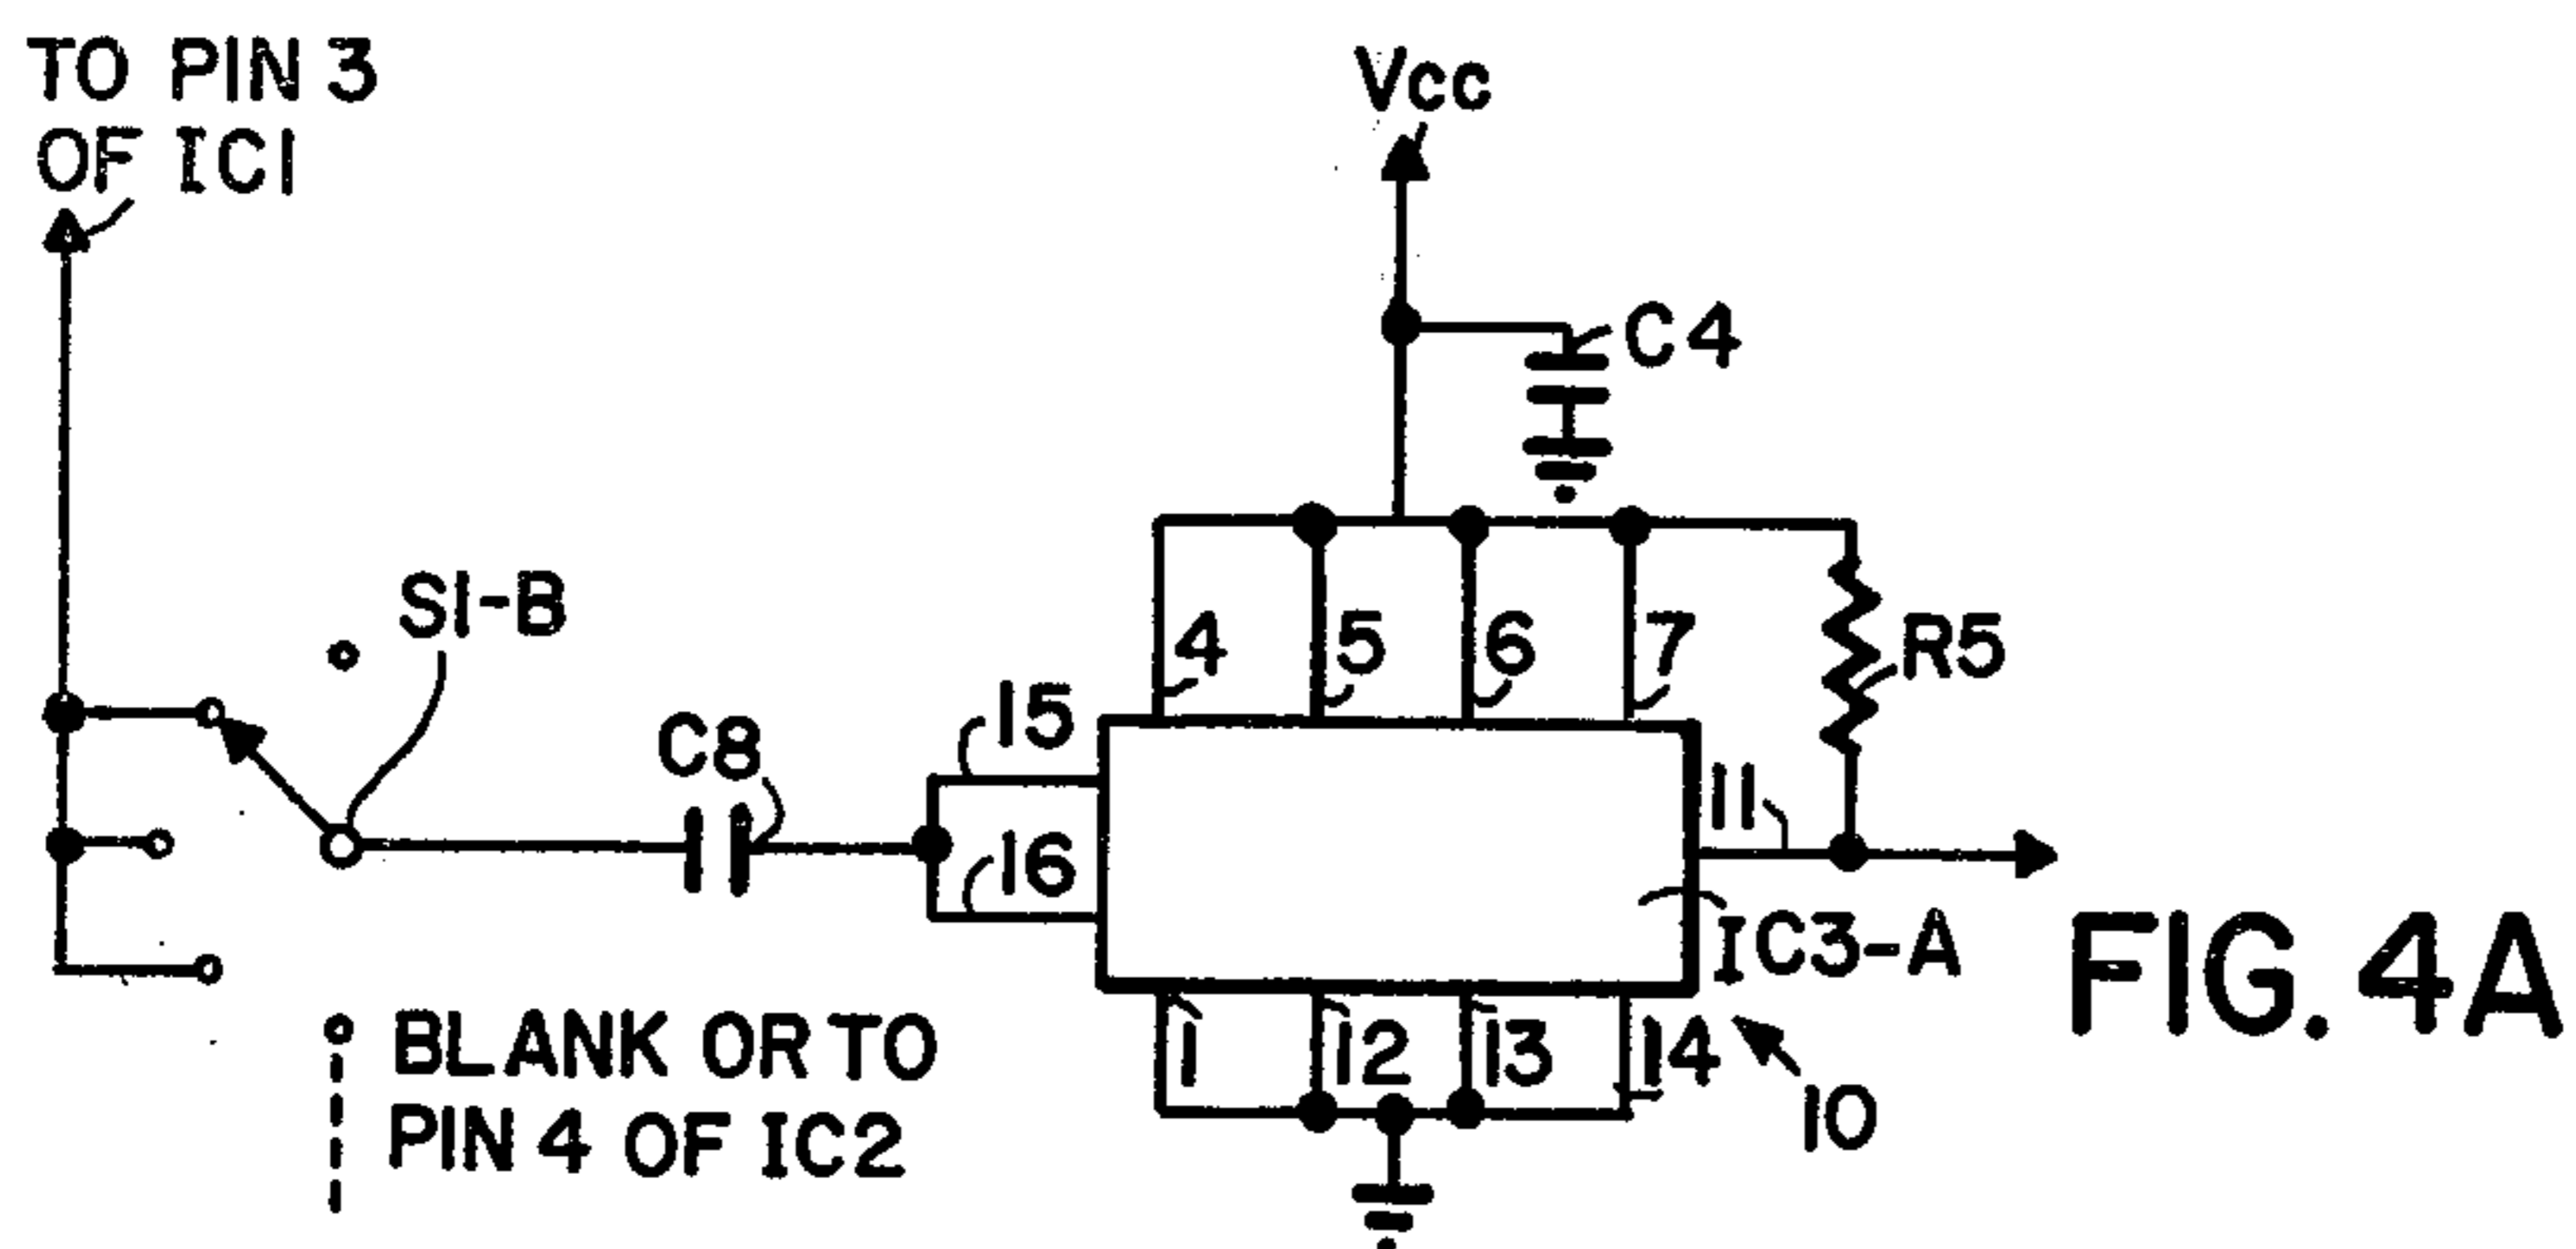 TO PIN 3
OF IC1
Vcc
C4
S1-B
4
5
6
7
R5
C8
15
16
11
IC3-A
FIG. 4A
1
12
13
14
10
BLANK OR TO
PIN 4 OF IC2